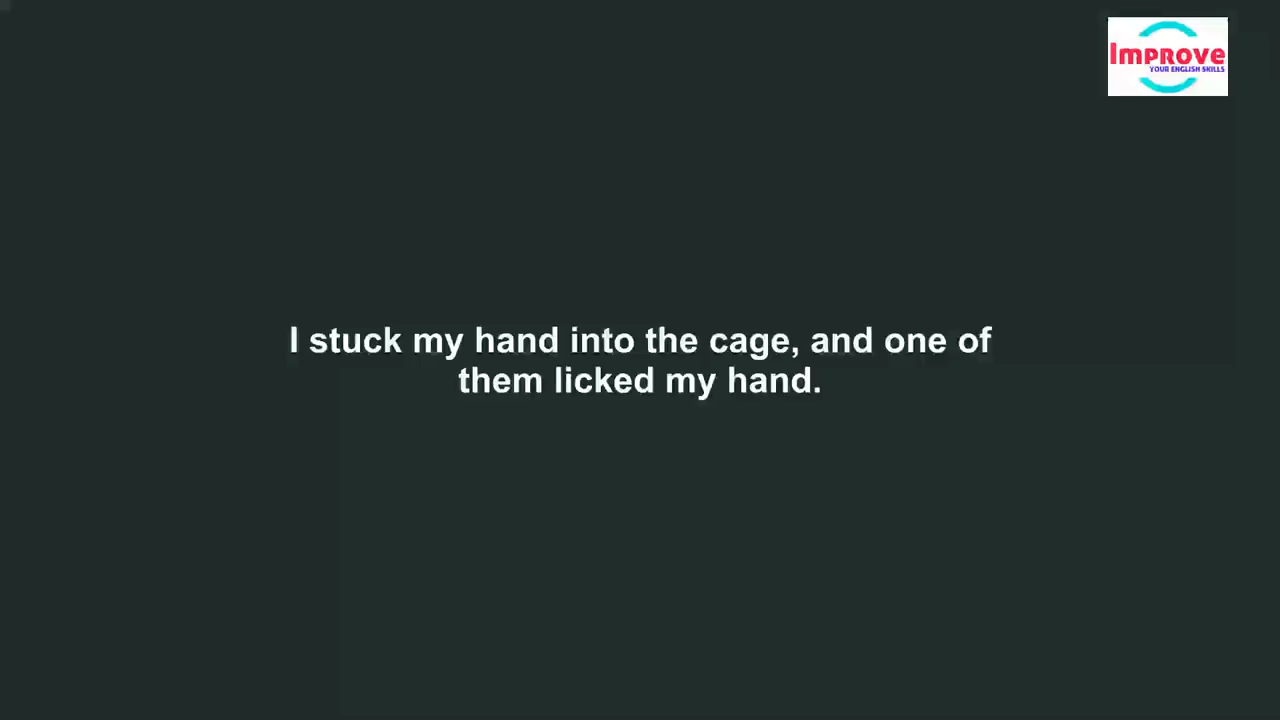 Improve
YOUR ENGLISH SKILLS
I stuck my hand into the cage, and one of
them licked my hand.